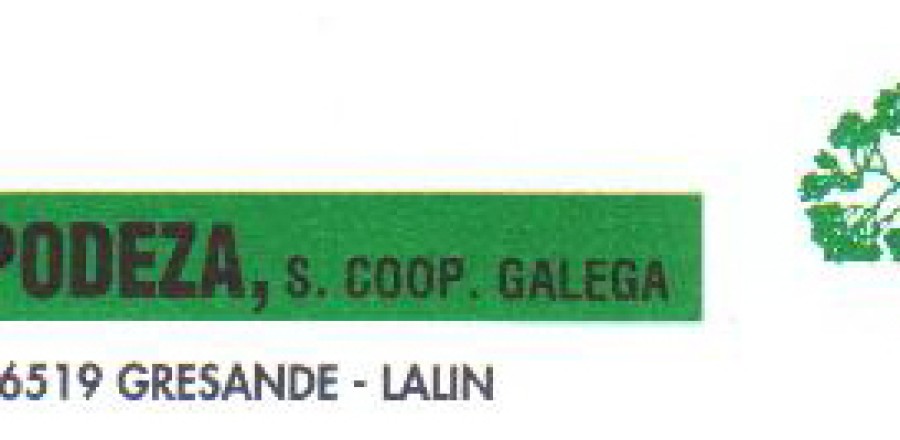 PODEZA, S. COOP. GALEGA
6519 GRESANDE - LALIN